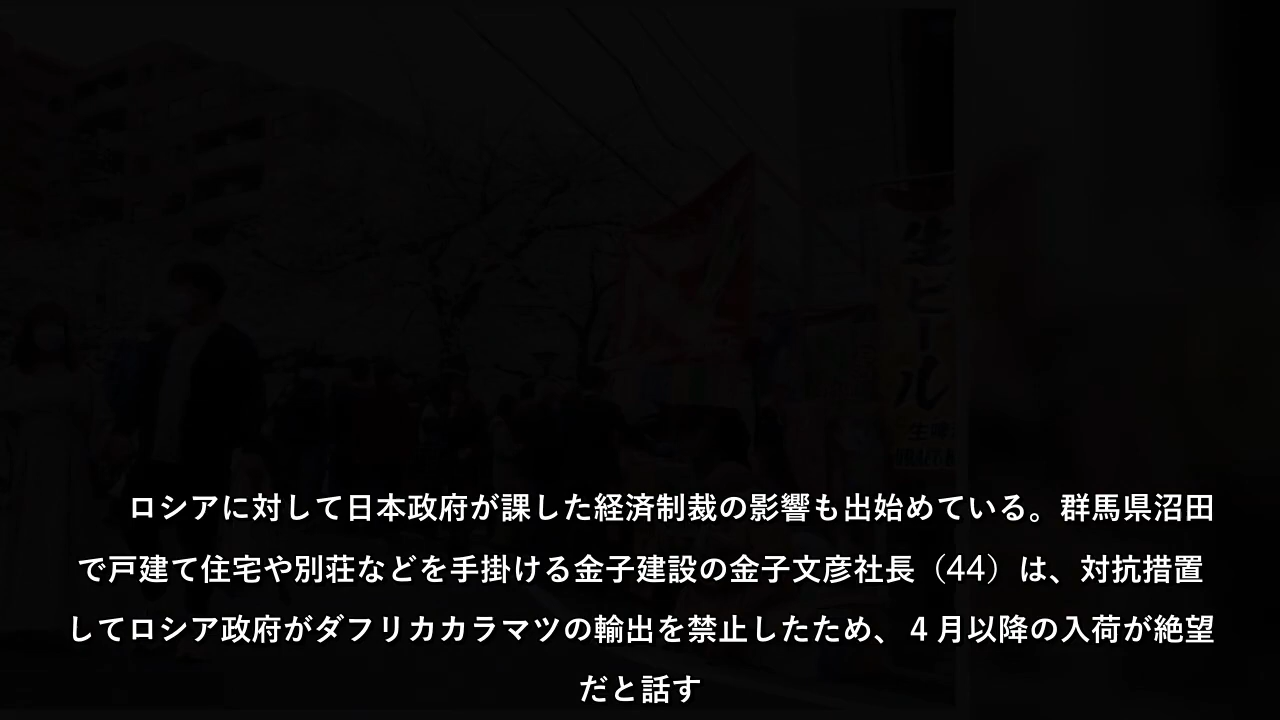 ロシアに対して日本政府が課した経済制裁の影響も出始めている。群馬県沼田
で戸建て住宅や別荘などを手掛ける金子建設の金子文彦社長（44）は、対抗措置
してロシア政府がダフリカカラマツの輸出を禁止したため、４月以降の入荷が絶望
だと話す
生ビール